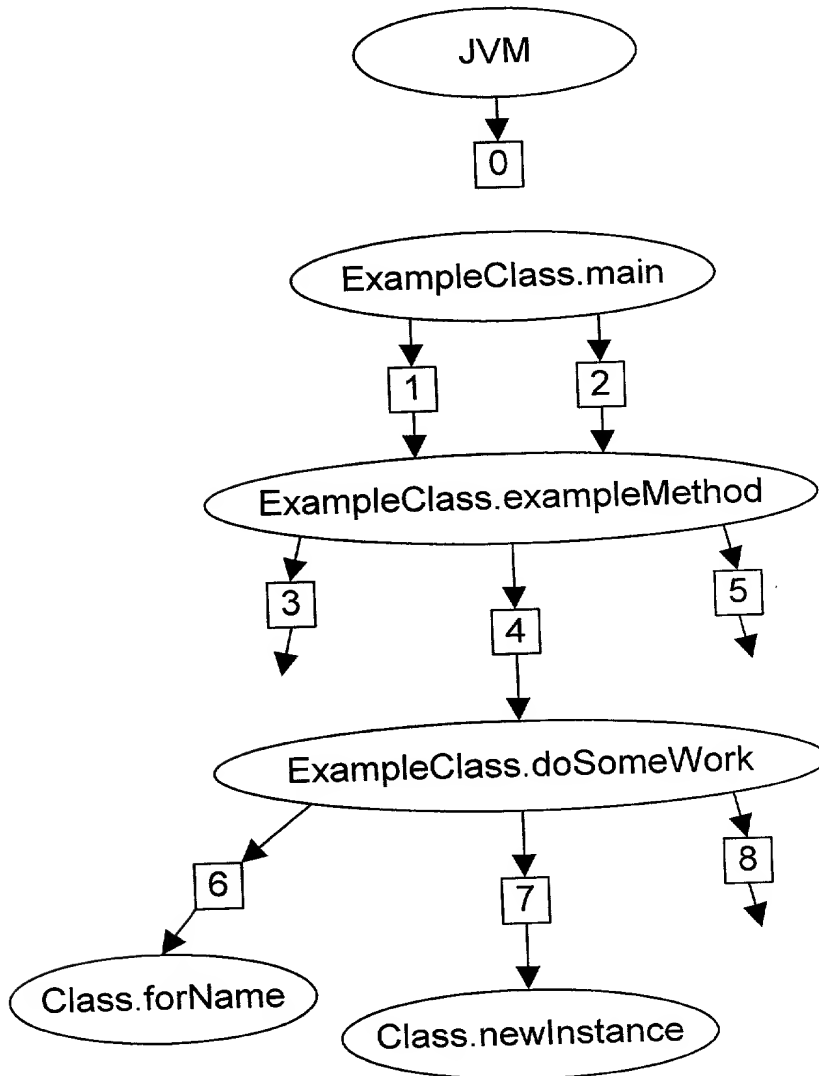 JVM
0
ExampleClass.main
1
2
ExampleClass.exampleMethod
3
4
5
ExampleClass.doSomeWork
6
7
8
Class.forName
Class.newInstance